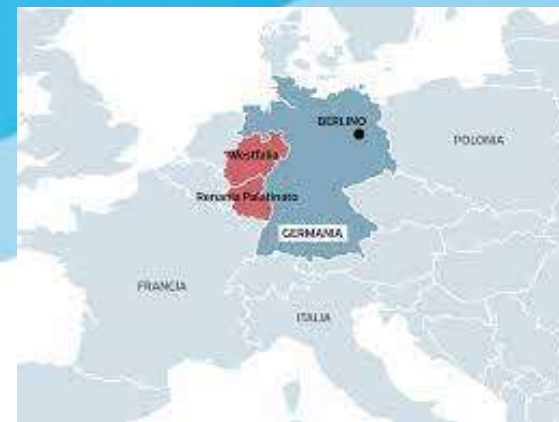 BERLINO
POLONIA
Westfalia
Renania Palatinato
GERMANIA
FRANCIA
ITALIA